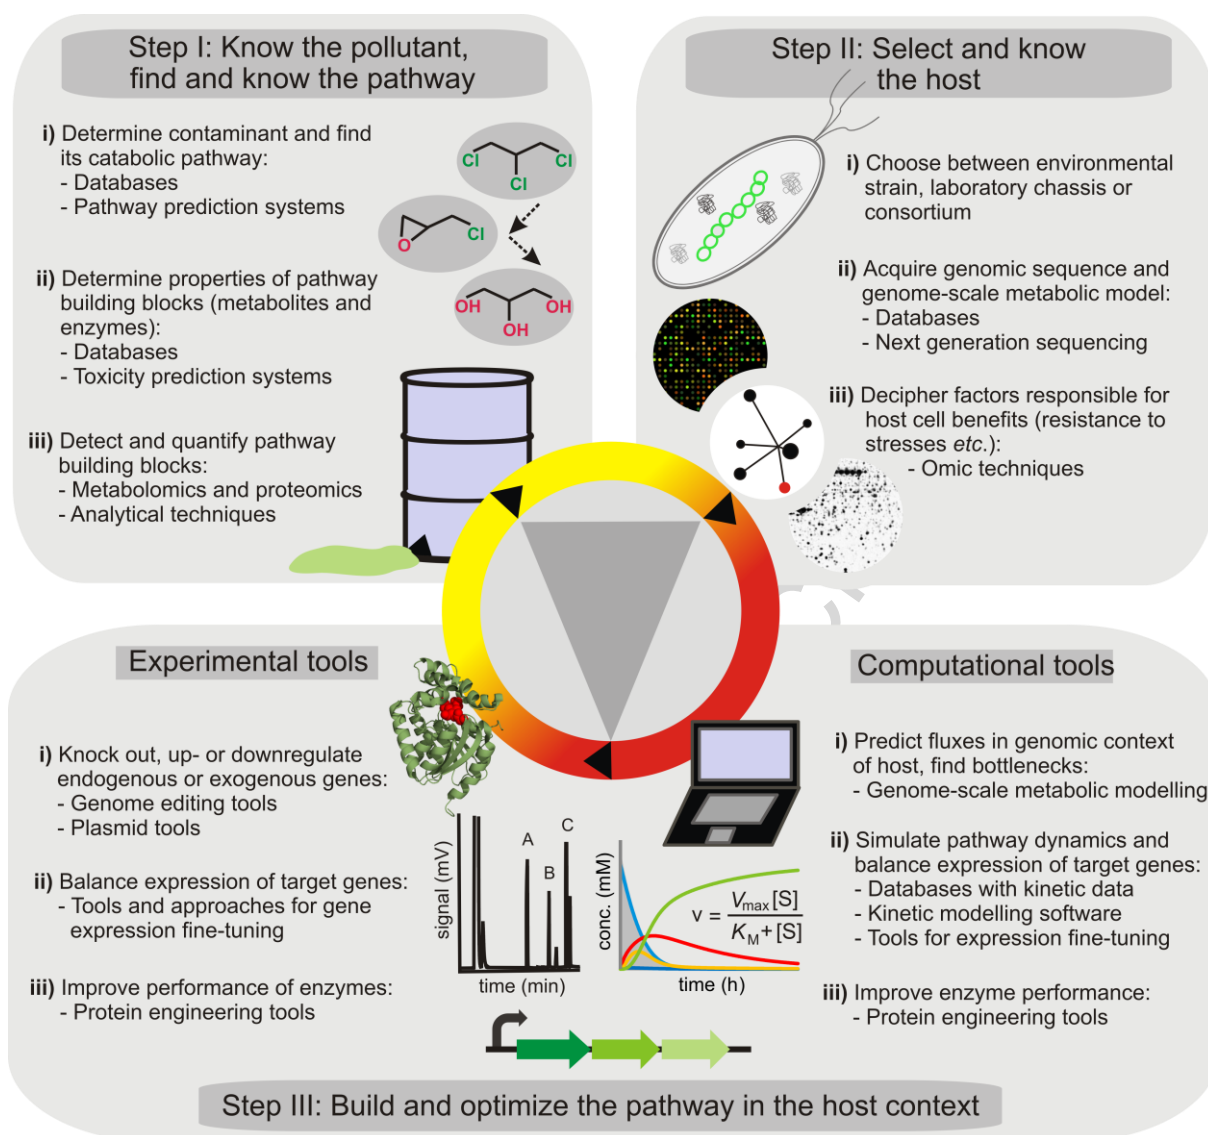 Step I: Know the pollutant,
find and know the pathway
i) Determine contaminant and find
its catabolic pathway:
- Databases
- Pathway prediction systems
Cl
Cl
Cl
O
Cl
ii) Determine properties of pathway
building blocks (metabolites and
enzymes):
- Databases
- Toxicity prediction systems
OH
OH
OH
iii) Detect and quantify pathway
building blocks:
- Metabolomics and proteomics
- Analytical techniques
Step II: Select and know
the host
i) Choose between environmental
strain, laboratory chassis or
consortium
ii) Acquire genomic sequence and
genome-scale metabolic model:
- Databases
- Next generation sequencing
iii) Decipher factors responsible for
host cell benefits (resistance to
stresses etc.):
- Omic techniques
Experimental tools
i) Knock out, up- or downregulate
endogenous or exogenous genes:
- Genome editing tools
- Plasmid tools
ii) Balance expression of target genes:
- Tools and approaches for gene
expression fine-tuning
iii) Improve performance of enzymes:
- Protein engineering tools
signal (mV)
A
B
C
time (min)
conc. (mM)
v = Vmax[S]
KM + [S]
time (h)
Computational tools
i) Predict fluxes in genomic context
of host, find bottlenecks:
- Genome-scale metabolic modelling
ii) Simulate pathway dynamics and
balance expression of target genes:
- Databases with kinetic data
- Kinetic modelling software
- Tools for expression fine-tuning
iii) Improve enzyme performance:
- Protein engineering tools
Step III: Build and optimize the pathway in the host context